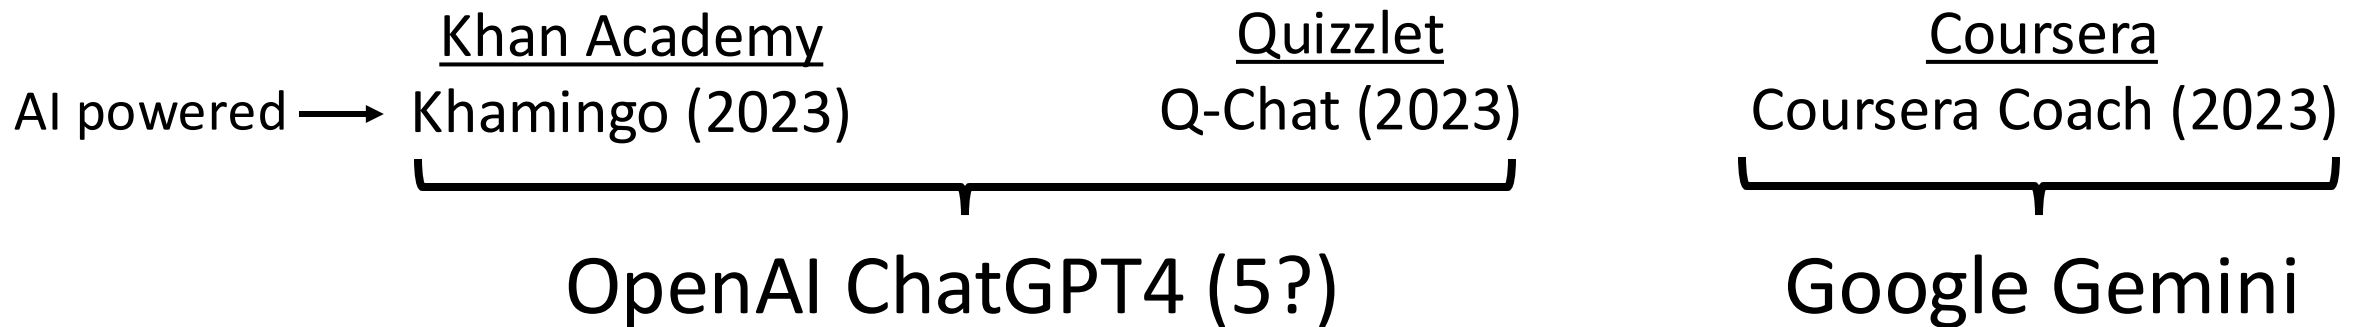 Khan Academy Quizzlet Coursera
AI powered Khamingo (2023) Q-Chat (2023) Coursera Coach (2023)
OpenAI ChatGPT4 (5?) Google Gemini